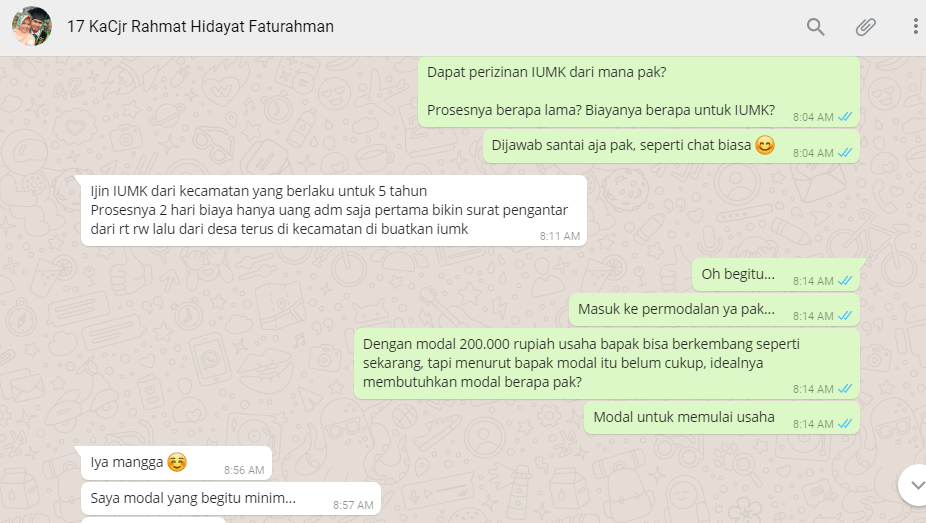 17 KaCjr Rahmat Hidayat Faturahman
Dapat perizinan IUMK dari mana pak?
Prosesnya berapa lama? Biayanya berapa untuk IUMK?
8:04 AM
Dijawab santai aja pak, seperti chat biasa 😊
8:04 AM
Ijin IUMK dari kecamatan yang berlaku untuk 5 tahun
Prosesnya 2 hari biaya hanya uang adm saja pertama bikin surat pengantar
dari rt rw lalu dari desa terus di kecamatan di buatkan iumk
8:11 AM
Oh begitu...
8:14 AM
Masuk ke permodalan ya pak...
8:14 AM
Dengan modal 200.000 rupiah usaha bapak bisa berkembang seperti
sekarang, tapi menurut bapak modal itu belum cukup, idealnya
membutuhkan modal berapa pak?
8:14 AM
Modal untuk memulai usaha
8:14 AM
Iya mangga ☺️
8:56 AM
Saya modal yang begitu minim...
8:57 AM